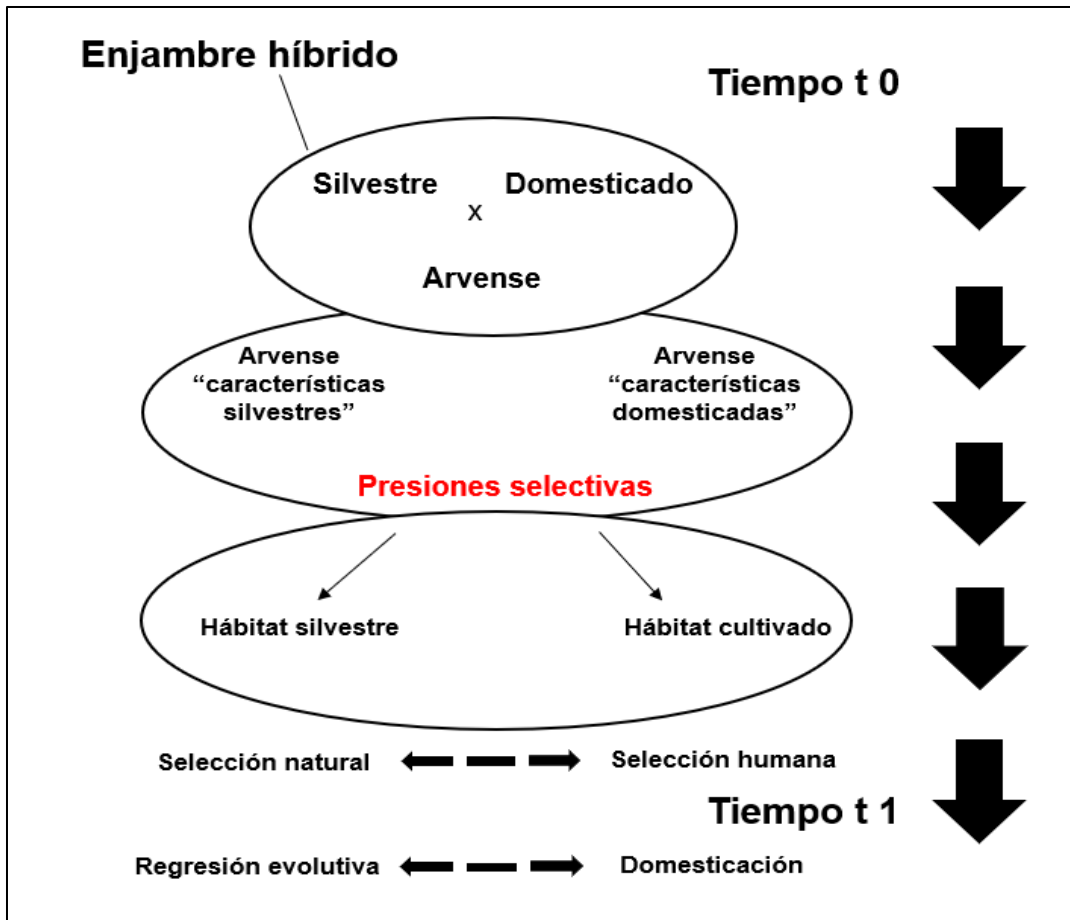 Enjambre híbrido
Tiempo t 0
Silvestre Domesticado
x
Arvense
Arvense
“características
silvestres”
Arvense
“características
domesticadas”
Presiones selectivas
Hábitat silvestre
Hábitat cultivado
Selección natural
Selección humana
Tiempo t 1
Regresión evolutiva
Domesticación